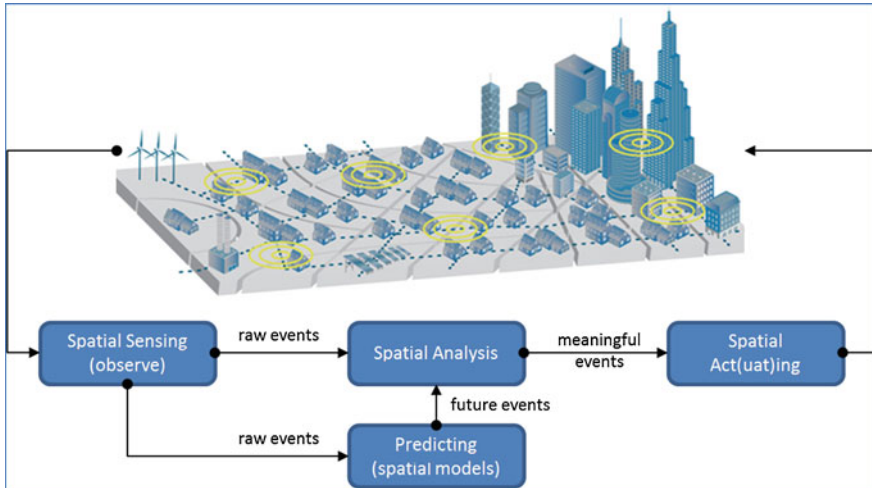 Spatial Sensing
(observe)
raw events
Spatial Analysis
meaningful
events
Spatial
Act(uat)ing
future events
raw events
Predicting
(spatial models)